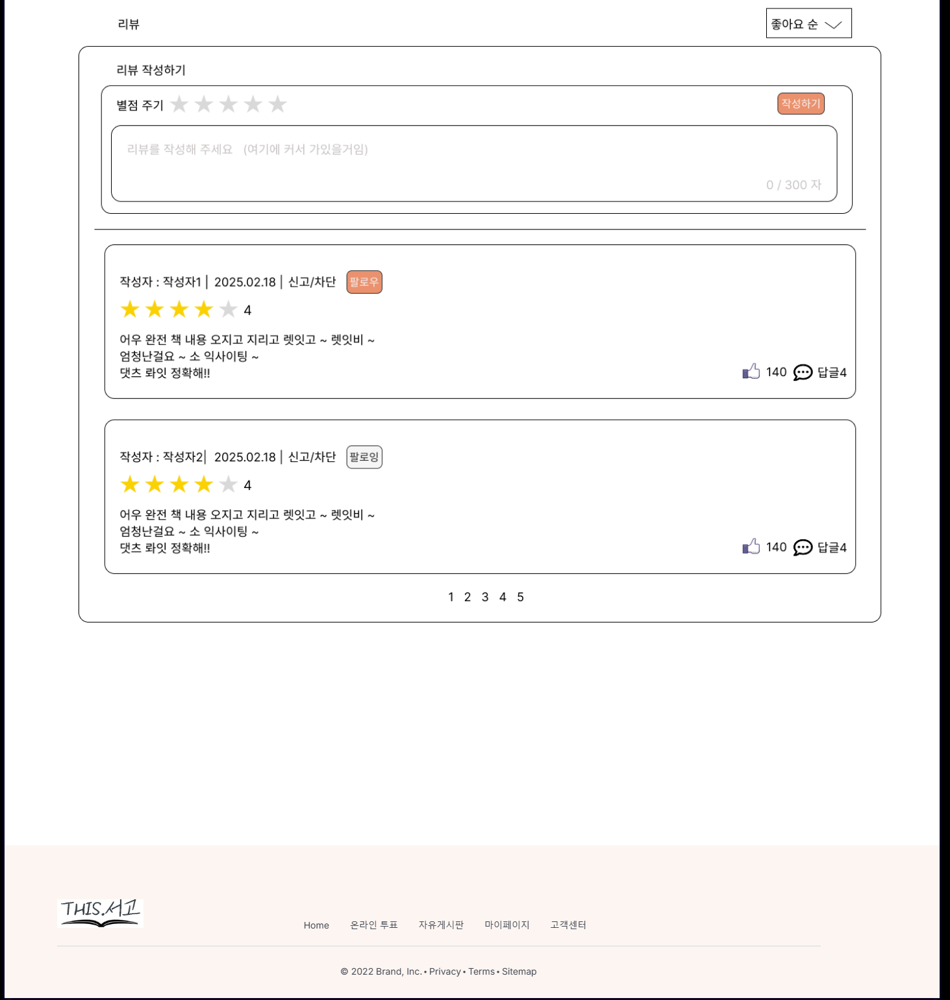 리뷰
좋아요 순
리뷰 작성하기
별점 주기
작성하기
리뷰를 작성해 주세요 (여기에 커서 가있을거임)
0 / 300 자
작성자 : 작성자1 | 2025.02.18 | 신고/차단 팔로우
4
어우 완전 책 내용 오지고 지리고 렛잇고 ~ 렛잇비 ~
엄청난걸요 ~ 소 익사이팅 ~
댓츠 롸잇 정확해!!
140 답글4
작성자 : 작성자2| 2025.02.18 | 신고/차단 팔로잉
4
어우 완전 책 내용 오지고 지리고 렛잇고 ~ 렛잇비 ~
엄청난걸요 ~ 소 익사이팅 ~
댓츠 롸잇 정확해!!
140 답글4
1 2 3 4 5
THIS.서고
Home 온라인 투표 자유게시판 마이페이지 고객센터
© 2022 Brand, Inc. • Privacy • Terms • Sitemap